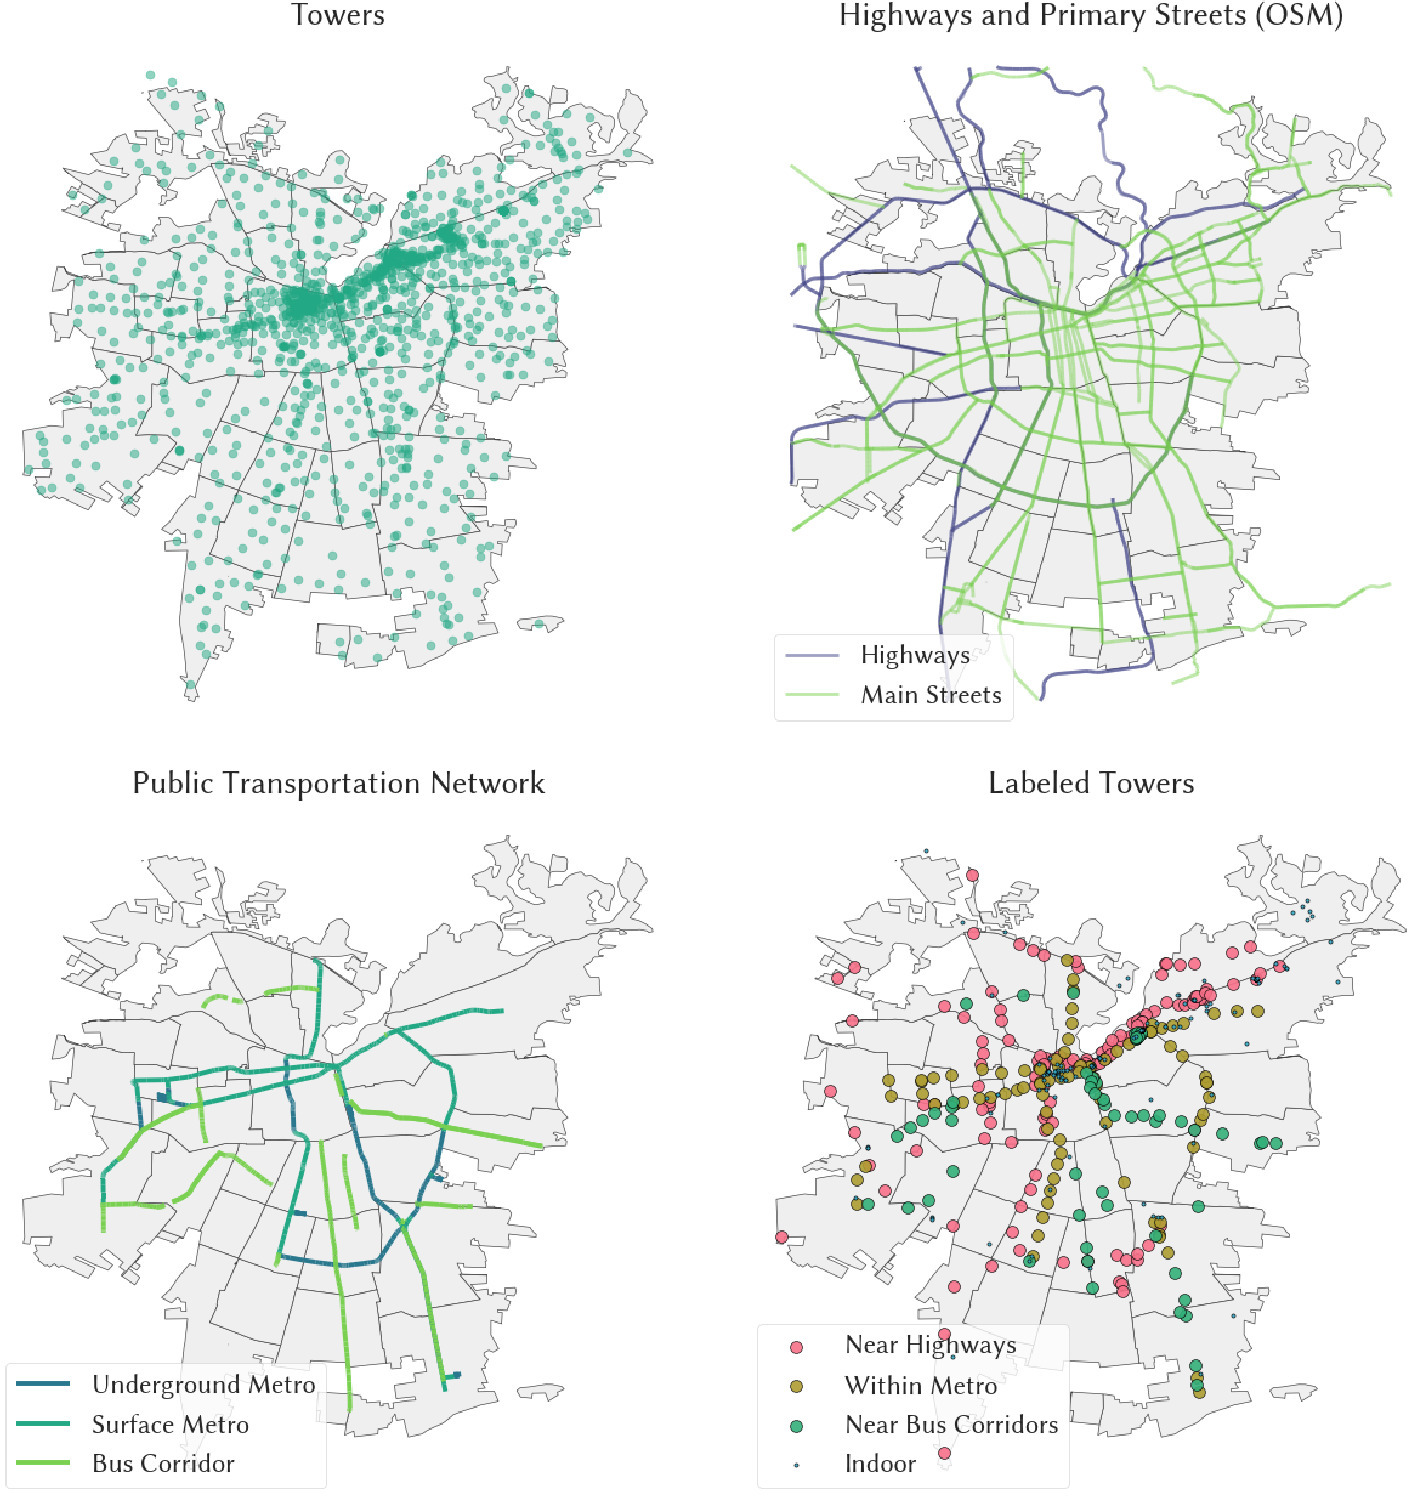 Towers
Highways and Primary Streets (OSM)
Highways
Main Streets
Public Transportation Network
Labeled Towers
Underground Metro
Surface Metro
Bus Corridor
Near Highways
Within Metro
Near Bus Corridors
Indoor